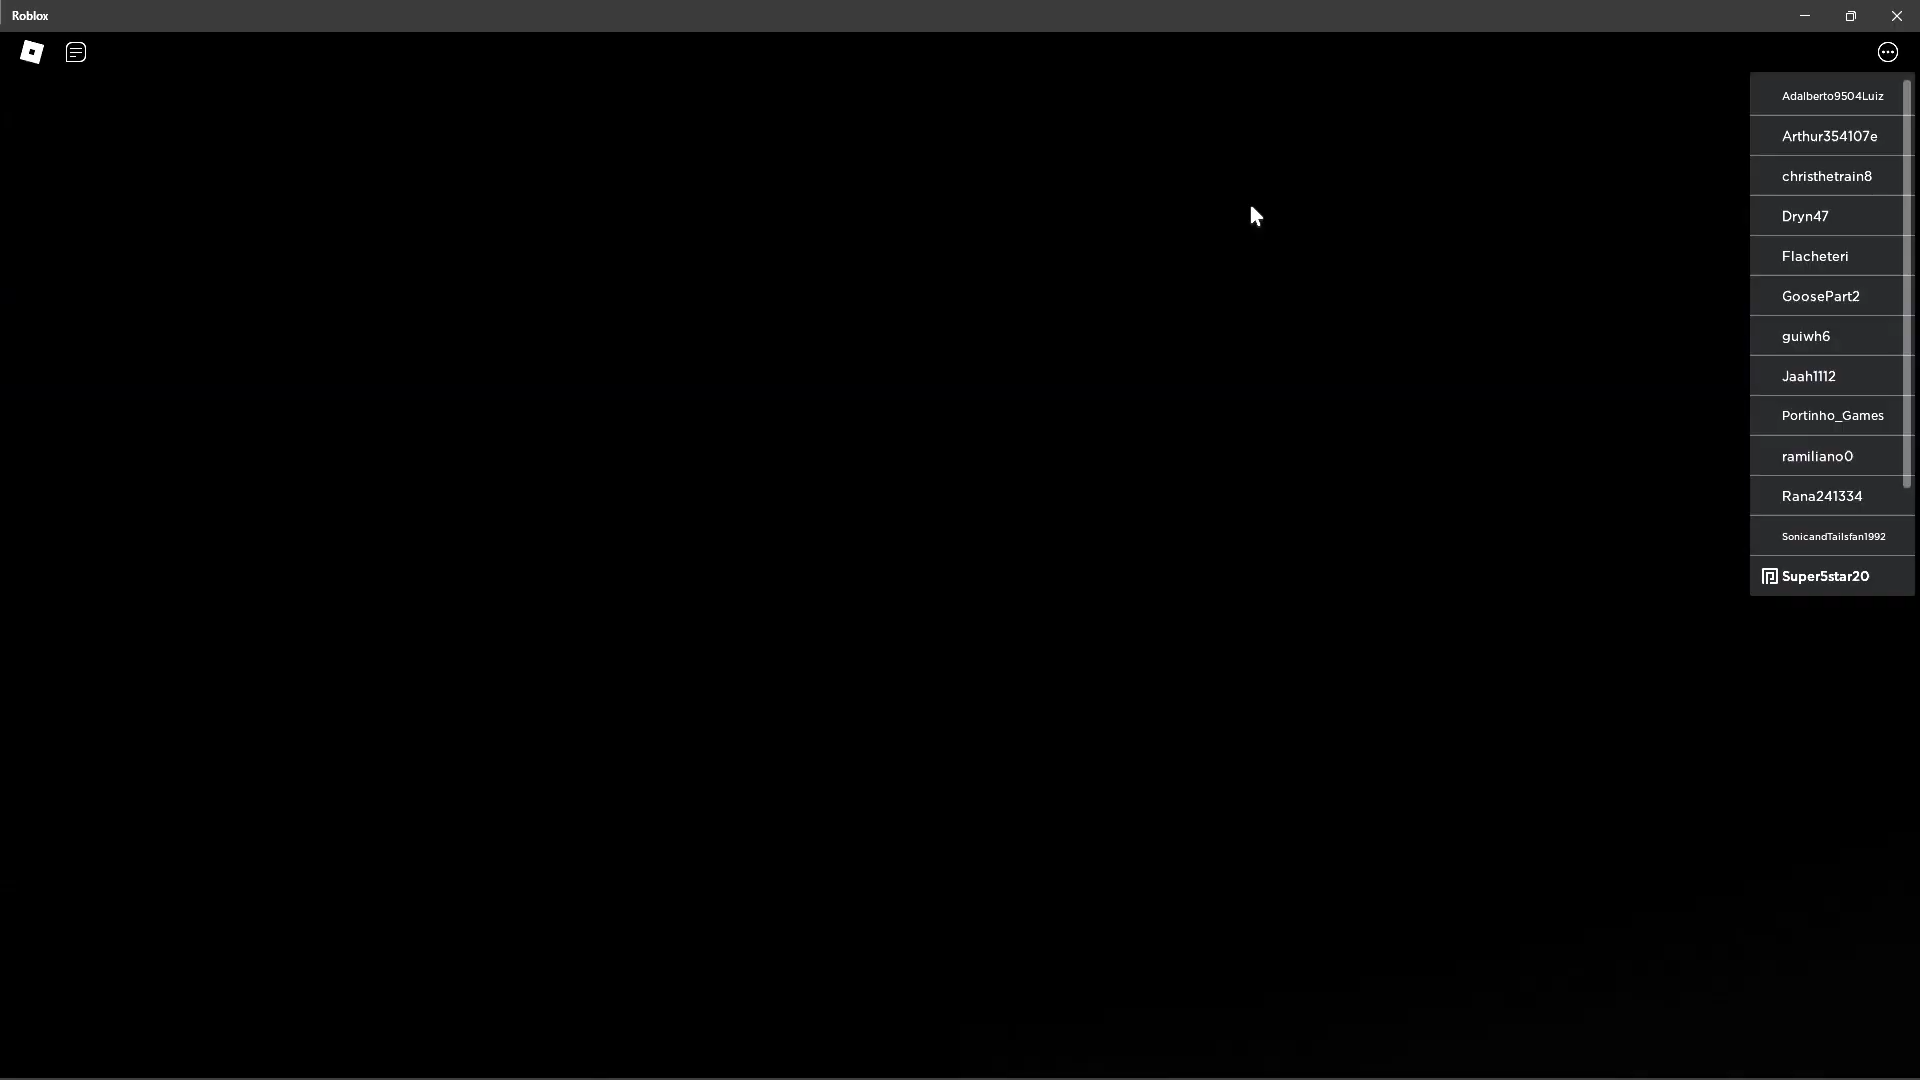 Roblox
Adalberto9504Luiz
Arthur354107e
christhetrain8
Dryn47
Flacheteri
GoosePart2
guiwh6
Jaah1112
Portinho_Games
ramiliano0
Rana241334
SonicandTailsfan1992
Super5star20